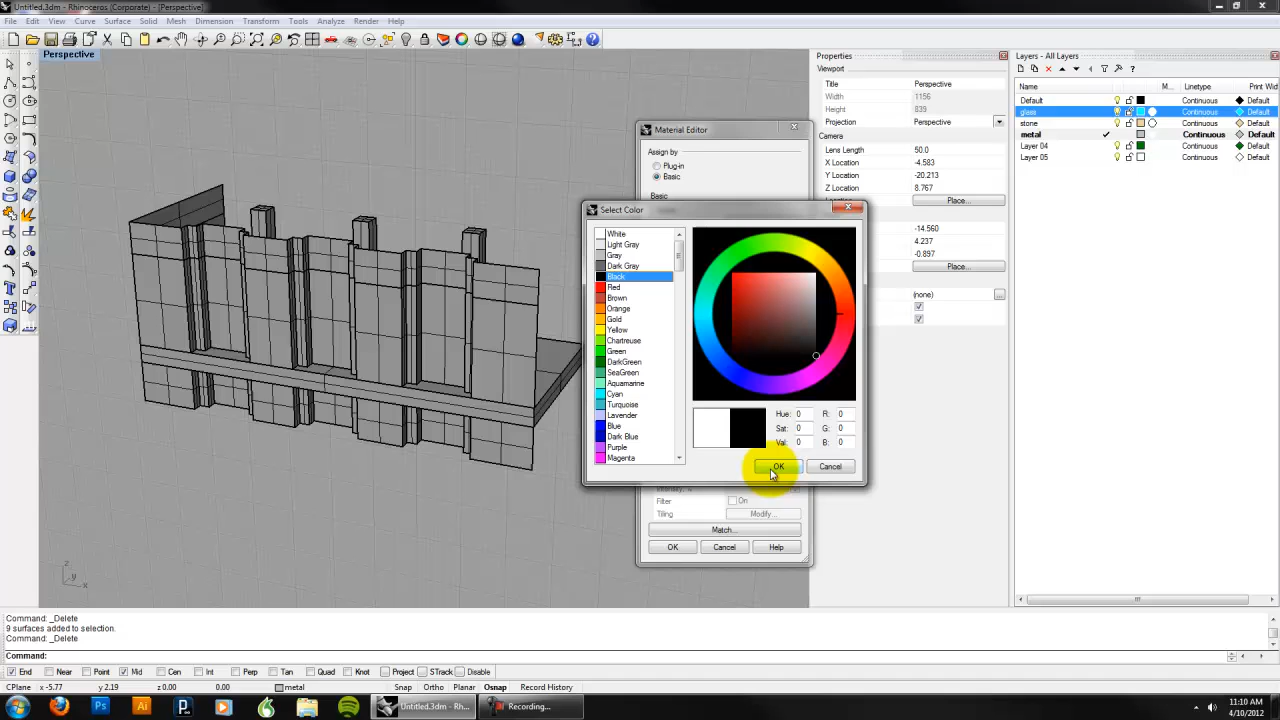 Untitled.3dm - Rhinoceros (Corporate) - [Perspective]
File Edit View Curve Surface Solid Mesh Transform Dimension Tools Analyze Render Help
Perspective
Properties
Viewport
Title Perspective
Width 1156
Height 839
Projection Perspective
Camera
Lens Length 50.0
X Location -4.583
Y Location -20.213
Z Location 8.767
Place...
-14.560
4.237
-0.897
Place...
(none)
Layers - All Layers
Name M... Linetype Print Wid
Default Continuous Default
glass Continuous Default
stone Continuous Default
metal Continuous Default
Layer 04 Continuous Default
Layer 05 Continuous Default
Material Editor
Assign by
Plug-in
Basic
Basic
Select Color
White
Light Gray
Gray
Dark Gray
Black
Red
Brown
Orange
Gold
Yellow
Chartreuse
Green
DarkGreen
SeaGreen
Aquamarine
Cyan
Turquoise
Lavender
Blue
Dark Blue
Purple
Magenta
Hue: 0 R: 0
Sat: 0 G: 0
Val: 0 B: 0
OK Cancel
Filter On
Tiling Modify...
Match...
OK Cancel Help
z
y
x
Command: _Delete
9 surfaces added to selection.
Command: _Delete
Command:
End Near Point Mid Cen Int Perp Tan Quad Knot Project STrack Disable
CPlane x -5.77 y 2.19 z 0.00 0.00 metal Snap Ortho Planar Osnap Record History
Ps Ai p Untitled.3dm - Rh... Recording...
11:10 AM
4/10/2012